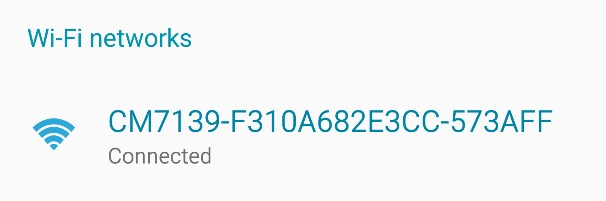 Wi-Fi networks
CM7139-F310A682E3CC-573AFF
Connected